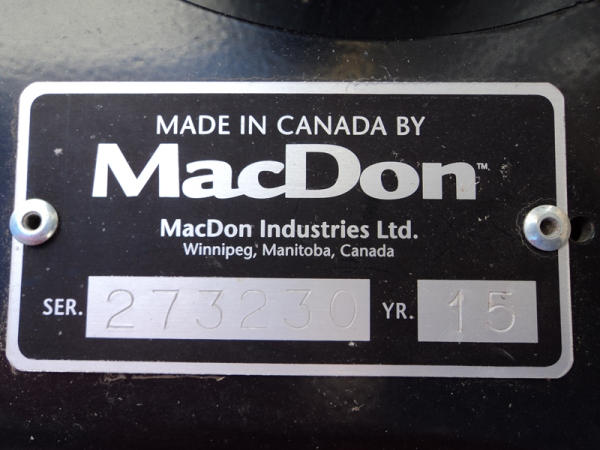 MADE IN CANADA BY
MacDon™
MacDon Industries Ltd.
Winnipeg, Manitoba, Canada
SER. 273230 YR. 15